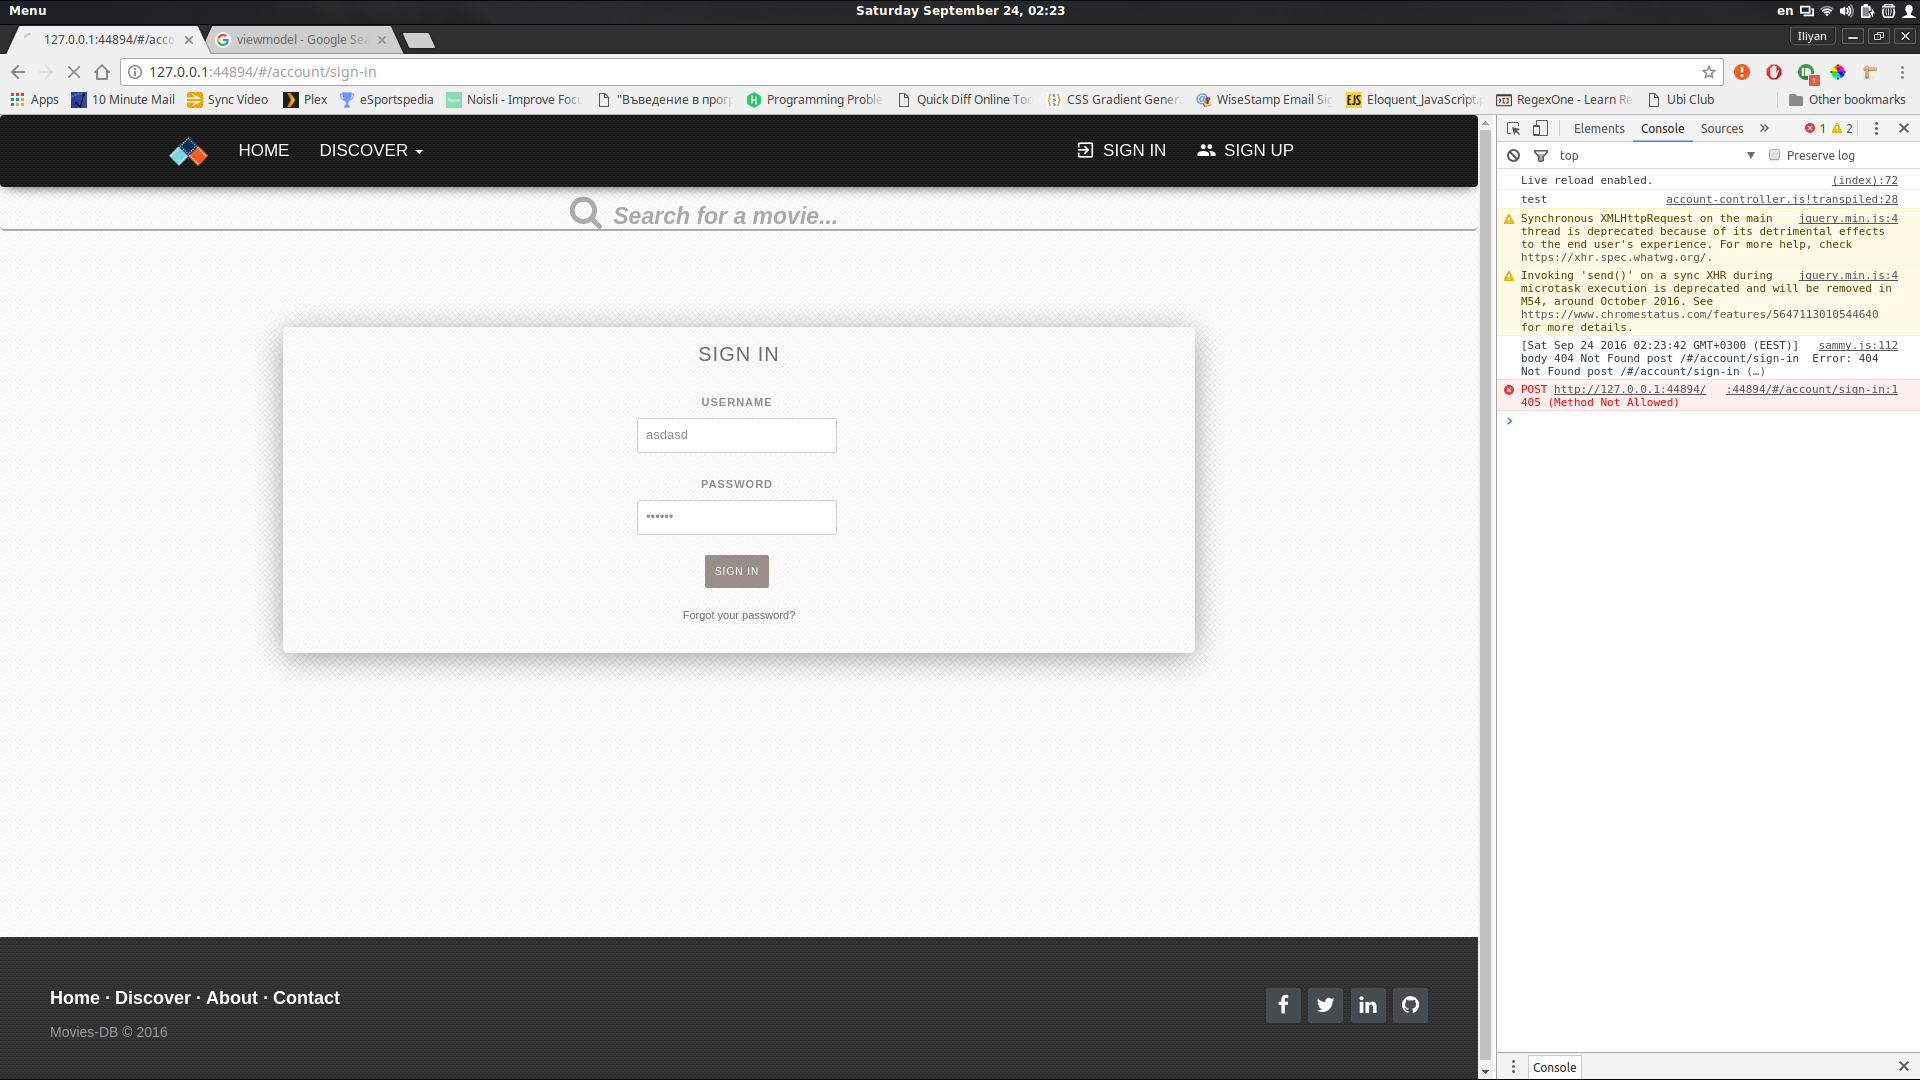 Menu
Saturday September 24, 02:23
en
127.0.0.1:44894/#/acco
viewmodel - Google Sea
Iliyan
127.0.0.1:44894/#/account/sign-in
Apps
10 Minute Mail
Sync Video
Plex
eSportspedia
Noisli - Improve Focu
"Въведение в прогр
Programming Proble
Quick Diff Online Too
CSS Gradient Genera
WiseStamp Email Sig
EJS Eloquent_JavaScript.p
RegexOne - Learn Re
Ubi Club
Other bookmarks
HOME
DISCOVER
SIGN IN
SIGN UP
Search for a movie...
SIGN IN
USERNAME
asdasd
PASSWORD
••••••
SIGN IN
Forgot your password?
Home · Discover · About · Contact
Movies-DB © 2016
Elements
Console
Sources
1
2
top
Preserve log
Live reload enabled. (index):72
test account-controller.js!transpiled:28
Synchronous XMLHttpRequest on the main jquery.min.js:4
thread is deprecated because of its detrimental effects
to the end user's experience. For more help, check
https://xhr.spec.whatwg.org/.
Invoking 'send()' on a sync XHR during jquery.min.js:4
microtask execution is deprecated and will be removed in
M54, around October 2016. See
https://www.chromestatus.com/features/5647113010544640
for more details.
[Sat Sep 24 2016 02:23:42 GMT+0300 (EEST)] sammy.js:112
body 404 Not Found post /#/account/sign-in Error: 404
Not Found post /#/account/sign-in (…)
POST http://127.0.0.1:44894/ :44894/#/account/sign-in:1
405 (Method Not Allowed)
Console